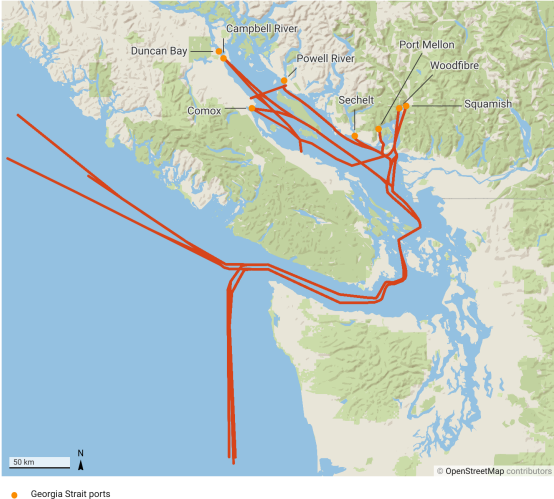 Campbell River
Duncan Bay
Port Mellon
Powell River
Woodfibre
Sechelt
Squamish
Comox
50 km
N
© OpenStreetMap contributors
Georgia Strait ports